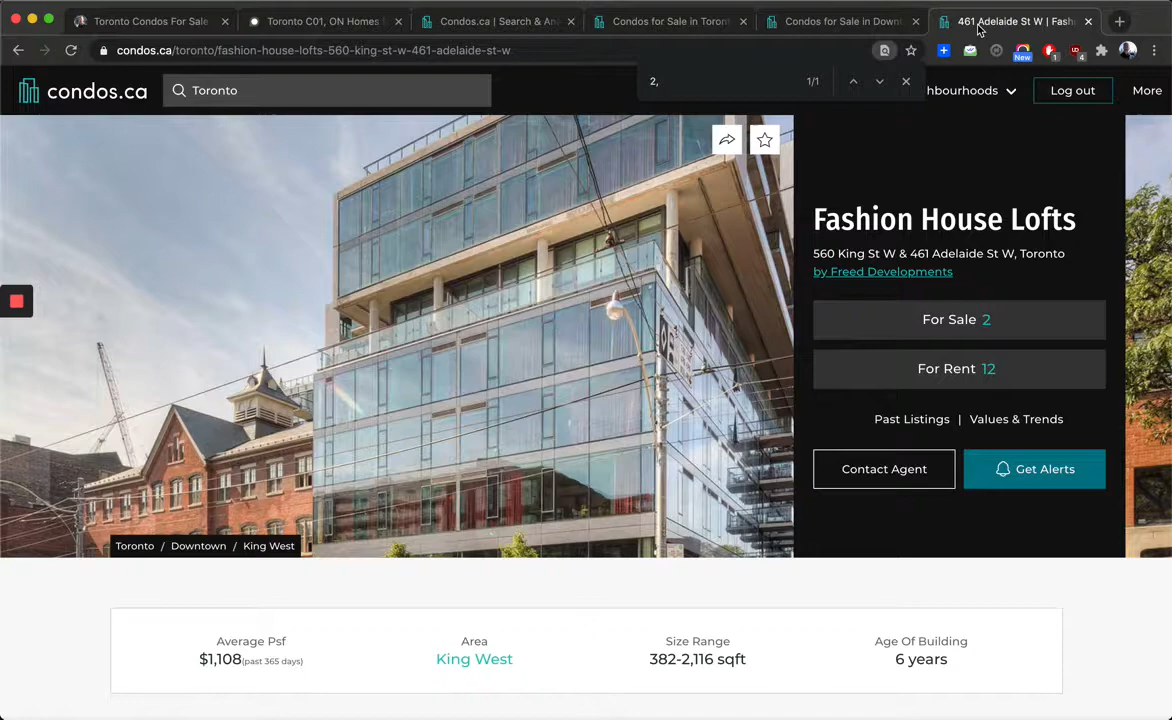 Toronto Condos For Sale
Toronto C01, ON Homes
Condos.ca | Search & An
Condos for Sale in Toron
Condos for Sale in Down
461 Adelaide St W | Fash
condos.ca/toronto/fashion-house-lofts-560-king-st-w-461-adelaide-st-w
New
1
4
condos.ca
Toronto
2,
1/1
hbourhoods
Log out
More
Fashion House Lofts
560 King St W & 461 Adelaide St W, Toronto
by Freed Developments
For Sale 2
For Rent 12
Past Listings | Values & Trends
Contact Agent
Get Alerts
Toronto / Downtown / King West
Average Psf
$1,108(past 365 days)
Area
King West
Size Range
382-2,116 sqft
Age Of Building
6 years